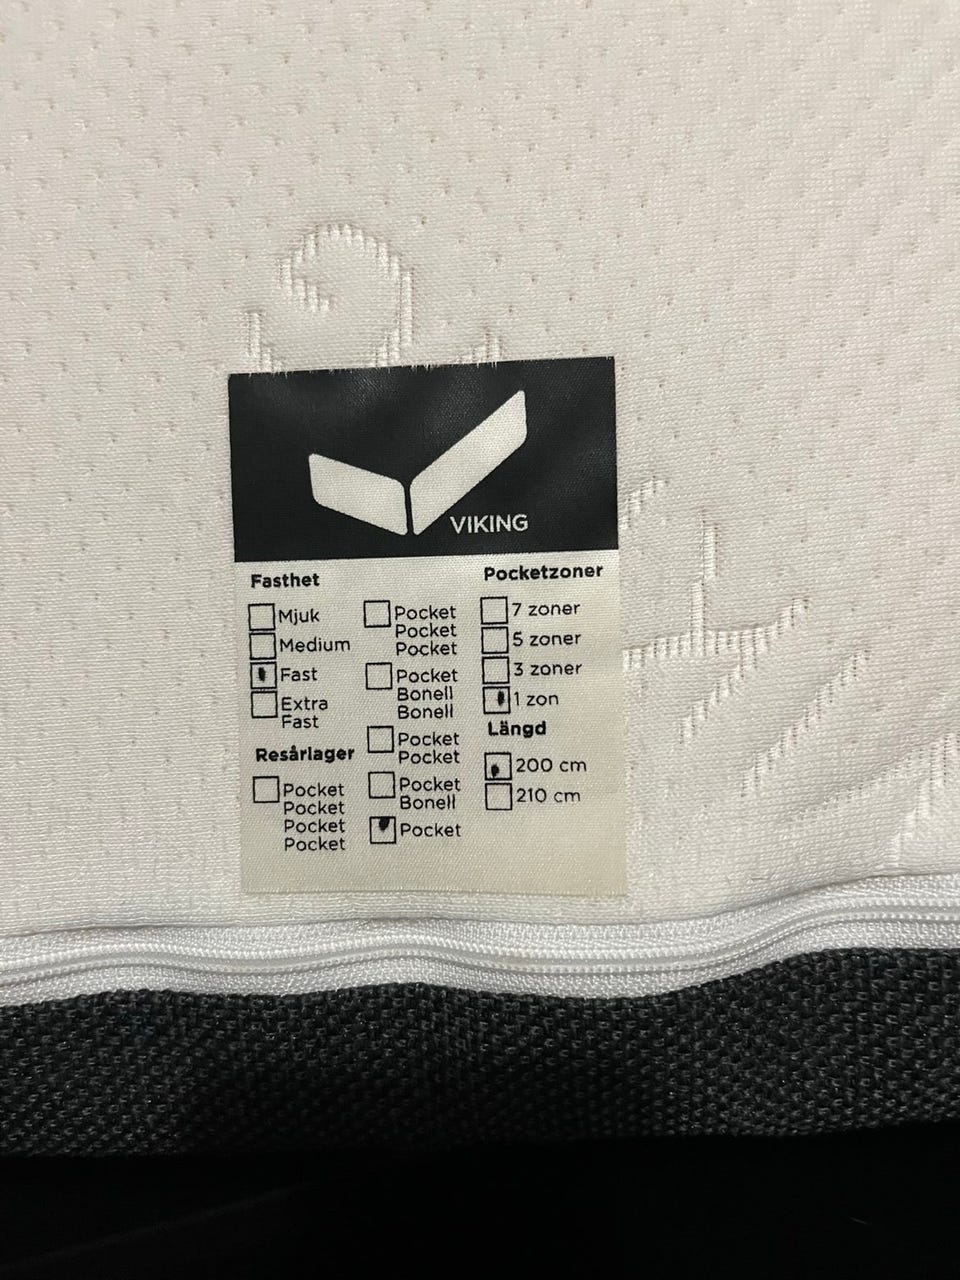 VIKING
Fasthet
Mjuk
Medium
Fast
Extra
Fast
Resårlager
Pocket
Pocket
Pocket
Pocket
Pocket
Pocket
Pocket
Pocket
Bonell
Bonell
Pocket
Pocket
Pocket
Bonell
Pocket
Pocketzoner
7 zoner
5 zoner
3 zoner
1 zon
Längd
200 cm
210 cm